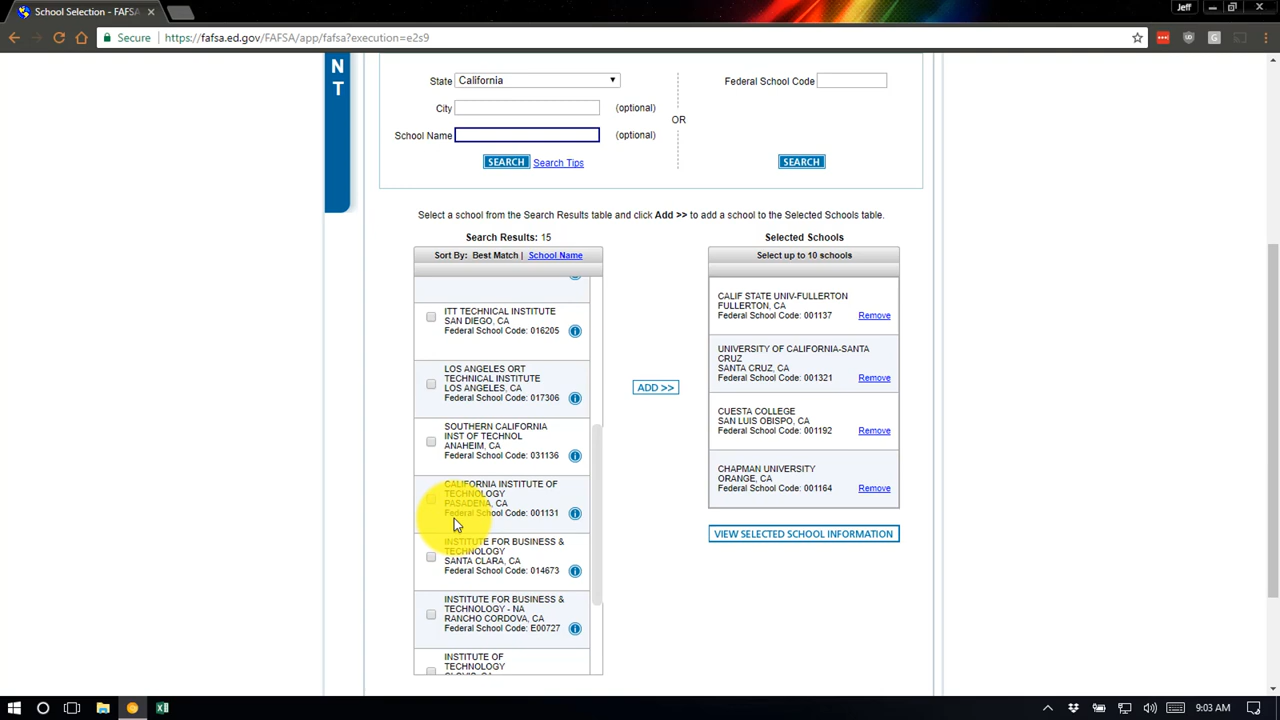 School Selection - FAFS
Jeff
Secure
https://fafsa.ed.gov/FAFSA/app/fafsa?execution=e2s9
N
T
State California
Federal School Code
City (optional)
OR
School Name (optional)
SEARCH Search Tips
SEARCH
Select a school from the Search Results table and click Add >> to add a school to the Selected Schools table.
Search Results: 15
Sort By: Best Match | School Name
ITT TECHNICAL INSTITUTE
SAN DIEGO, CA
Federal School Code: 016205
LOS ANGELES ORT
TECHNICAL INSTITUTE
LOS ANGELES, CA
Federal School Code: 017306
SOUTHERN CALIFORNIA
INST OF TECHNOL
ANAHEIM, CA
Federal School Code: 031136
CALIFORNIA INSTITUTE OF
TECHNOLOGY
PASADENA, CA
Federal School Code: 001131
INSTITUTE FOR BUSINESS &
TECHNOLOGY
SANTA CLARA, CA
Federal School Code: 014673
INSTITUTE FOR BUSINESS &
TECHNOLOGY - NA
RANCHO CORDOVA, CA
Federal School Code: E00727
INSTITUTE OF
TECHNOLOGY
CLOVIS, CA
ADD >>
Selected Schools
Select up to 10 schools
CALIF STATE UNIV-FULLERTON
FULLERTON, CA
Federal School Code: 001137 Remove
UNIVERSITY OF CALIFORNIA-SANTA
CRUZ
SANTA CRUZ, CA
Federal School Code: 001321 Remove
CUESTA COLLEGE
SAN LUIS OBISPO, CA
Federal School Code: 001192 Remove
CHAPMAN UNIVERSITY
ORANGE, CA
Federal School Code: 001164 Remove
VIEW SELECTED SCHOOL INFORMATION
9:03 AM